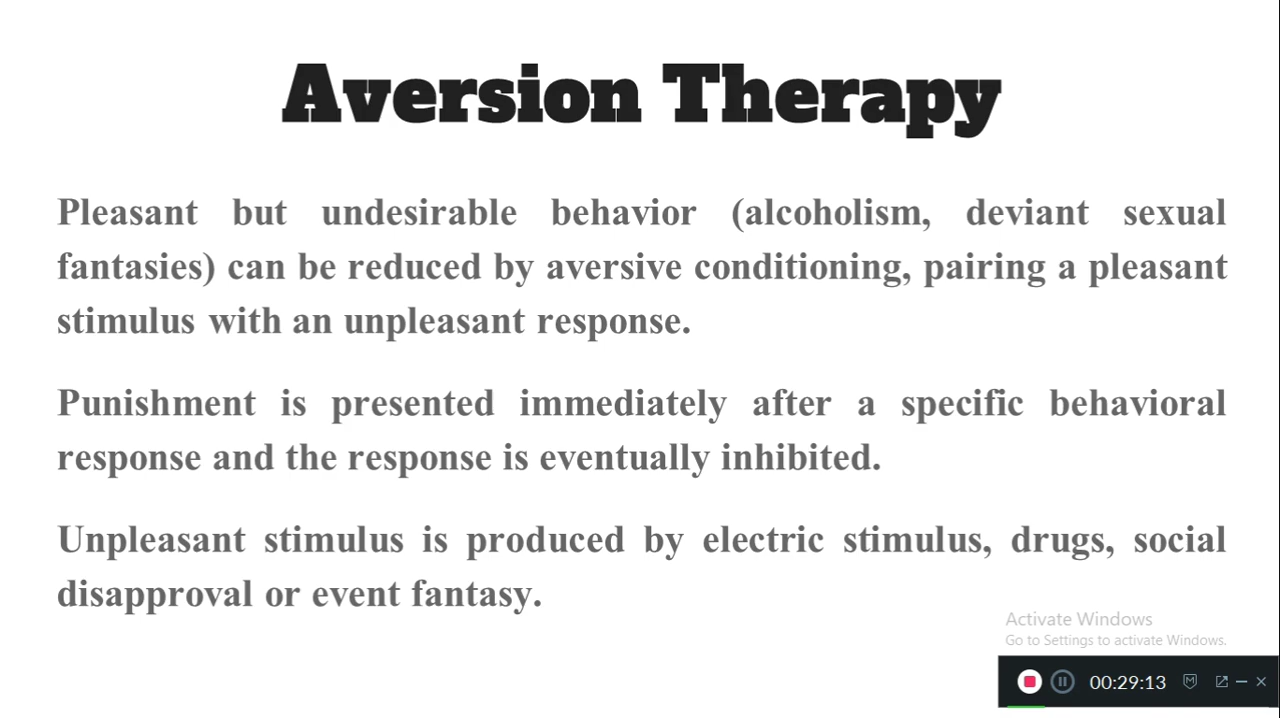 Aversion Therapy
Pleasant but undesirable behavior (alcoholism, deviant sexual
fantasies) can be reduced by aversive conditioning, pairing a pleasant
stimulus with an unpleasant response.
Punishment is presented immediately after a specific behavioral
response and the response is eventually inhibited.
Unpleasant stimulus is produced by electric stimulus, drugs, social
disapproval or event fantasy.
Activate Windows
Go to Settings to activate Windows.
00:29:13